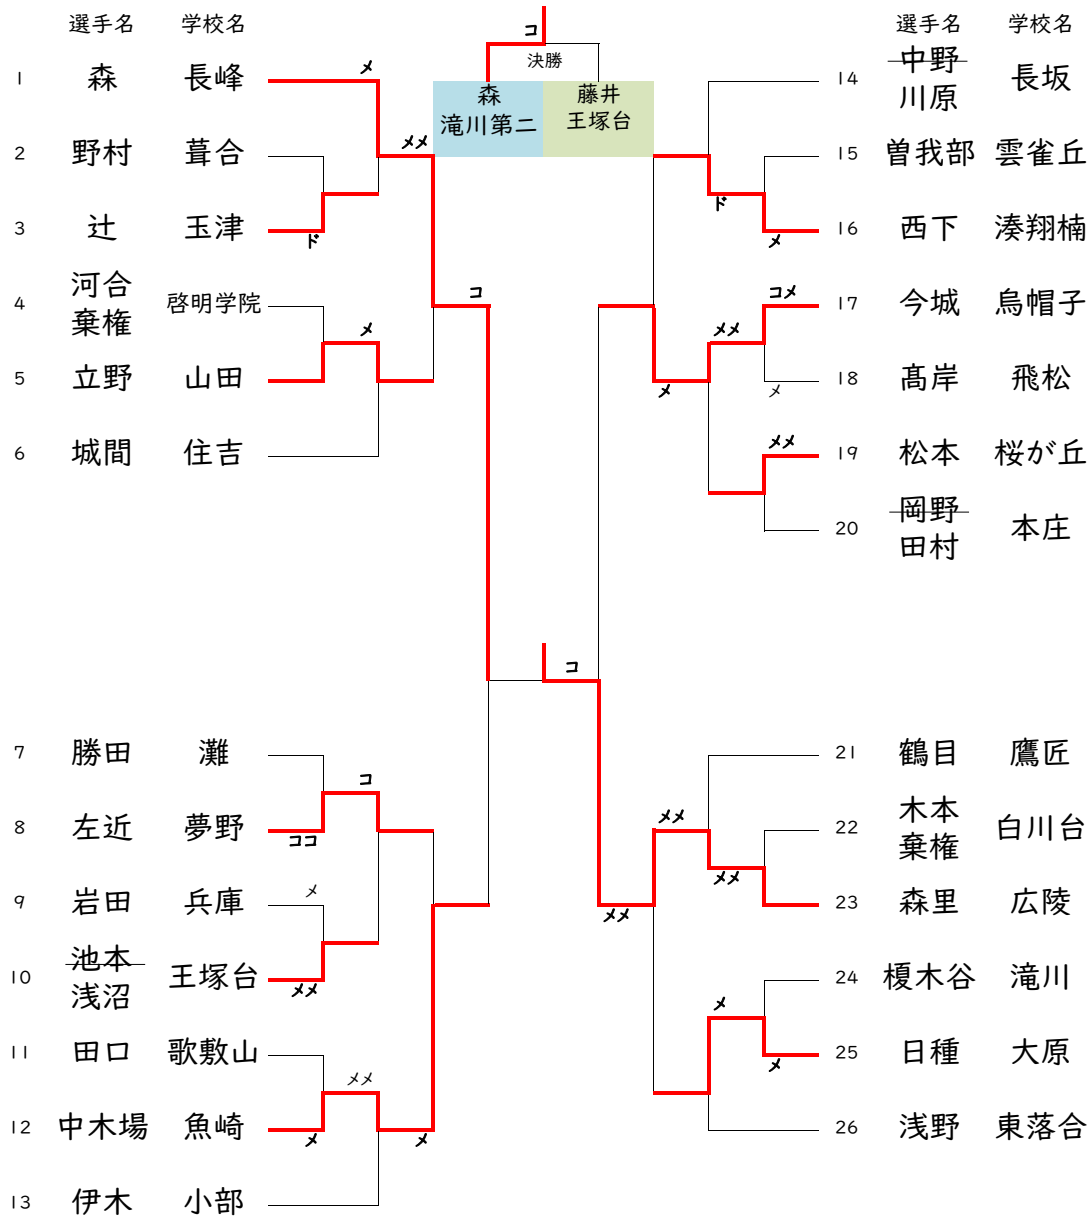 選手名 学校名
1 森 長峰
メ
2 野村 葺合
メメ
3 辻 玉津
ド
4 河合 棄権 啓明学院
コ
メ
5 立野 山田
6 城間 住吉
コ
決勝
森 滝川第二
藤井 王塚台
選手名 学校名
14 中野 川原 長坂
15 曽我部 雲雀丘
ド
16 西下 湊翔楠
メ
コメ
17 今城 烏帽子
メメ
18 髙岸 飛松
メ
メ
メメ
19 松本 桜が丘
20 岡野 田村 本庄
コ
7 勝田 灘
コ
8 左近 夢野
ココ
メ
9 岩田 兵庫
10 池本 浅沼 王塚台
メメ
11 田口 歌敷山
メメ
12 中木場 魚崎
メ
メ
13 伊木 小部
21 鶴目 鷹匠
メメ
22 木本 棄権 白川台
メメ
23 森里 広陵
メメ
24 榎木谷 滝川
メ
25 日種 大原
メ
26 浅野 東落合